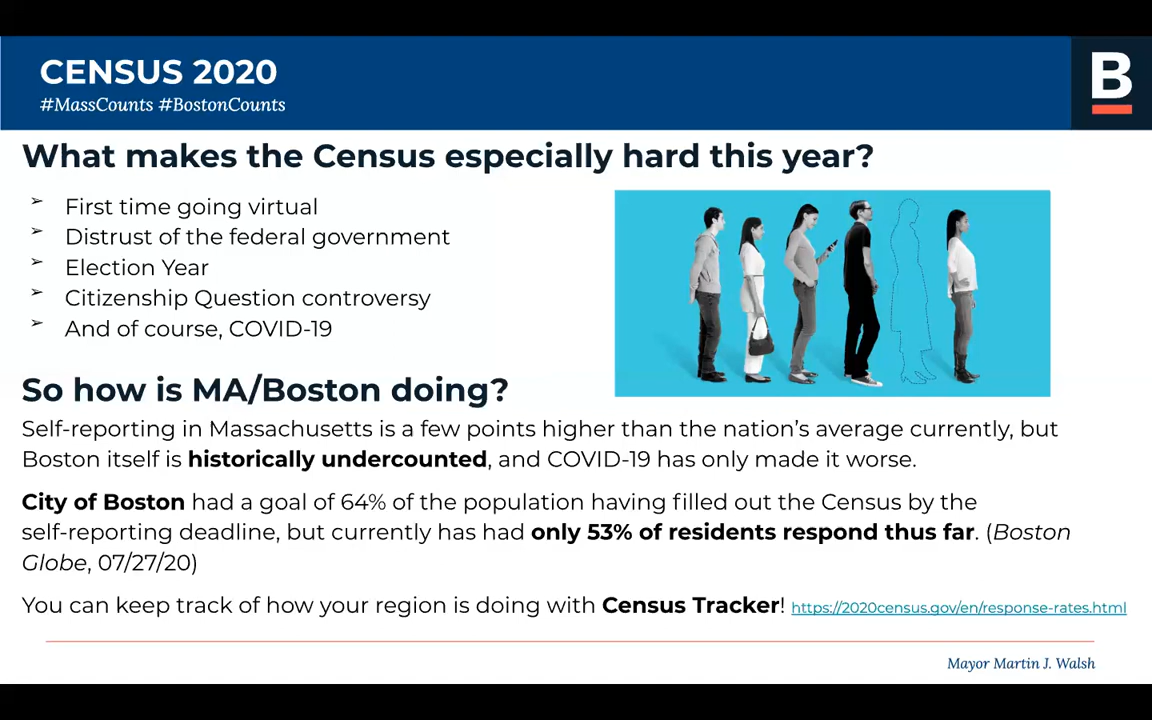 CENSUS 2020
#MassCounts #BostonCounts
B
What makes the Census especially hard this year?
➢ First time going virtual
➢ Distrust of the federal government
➢ Election Year
➢ Citizenship Question controversy
➢ And of course, COVID-19
So how is MA/Boston doing?
Self-reporting in Massachusetts is a few points higher than the nation’s average currently, but
Boston itself is historically undercounted, and COVID-19 has only made it worse.
City of Boston had a goal of 64% of the population having filled out the Census by the
self-reporting deadline, but currently has had only 53% of residents respond thus far. (Boston
Globe, 07/27/20)
You can keep track of how your region is doing with Census Tracker! https://2020census.gov/en/response-rates.html
Mayor Martin J. Walsh